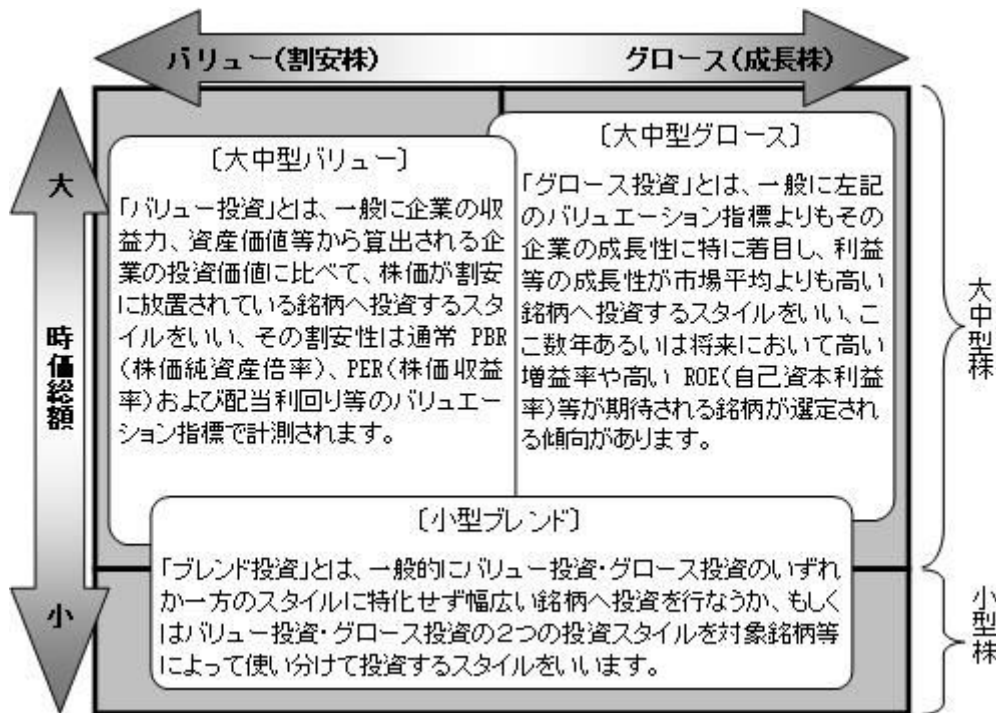 バリュー(割安株)
グロース(成長株)
大
時価総額
小
〔大中型バリュー〕
「バリュー投資」とは、一般に企業の収
益力、資産価値等から算出される企
業の投資価値に比べて、株価が割安
に放置されている銘柄へ投資するスタ
イルをいい、その割安性は通常 PBR
(株価純資産倍率)、PER(株価収益
率)および配当利回り等のバリュエー
ション指標で計測されます。
〔大中型グロース〕
「グロース投資」とは、一般に左記
のバリュエーション指標よりもその
企業の成長性に特に着目し、利益
等の成長性が市場平均よりも高い
銘柄へ投資するスタイルをいい、こ
こ数年あるいは将来において高い
増益率や高い ROE(自己資本利益
率)等が期待される銘柄が選定され
る傾向があります。
〔小型ブレンド〕
「ブレンド投資」とは、一般的にバリュー投資・グロース投資のいずれ
か一方のスタイルに特化せず幅広い銘柄へ投資を行なうか、もしく
はバリュー投資・グロース投資の2つの投資スタイルを対象銘柄等
によって使い分けて投資するスタイルをいいます。
大中型株
小型株